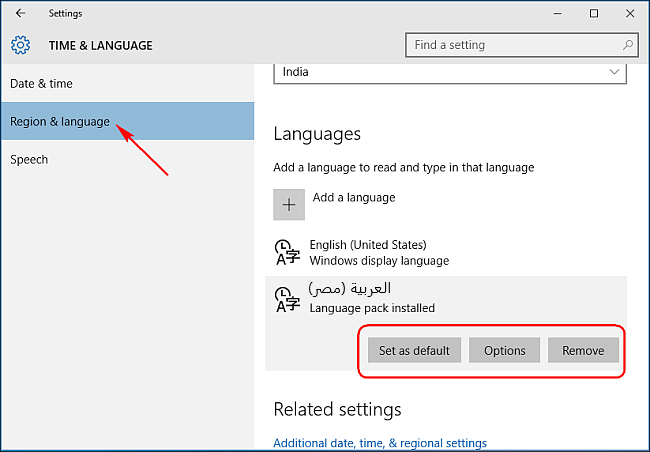 Settings
TIME & LANGUAGE
Find a setting
Date & time
Region & language
Speech
India
Languages
Add a language to read and type in that language
Add a language
English (United States)
Windows display language
العربية (مصر)
Language pack installed
Set as default
Options
Remove
Related settings
Additional date, time, & regional settings